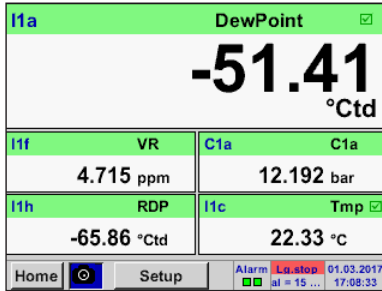 I1a DewPoint
-51.41
°Ctd
I1f VR C1a C1a
4.715 ppm 12.192 bar
I1h RDP I1c Tmp
-65.86 °Ctd 22.33 °C
Home Setup Alarm Lg.stop 01.03.2017
al = 15 ... 17:08:33